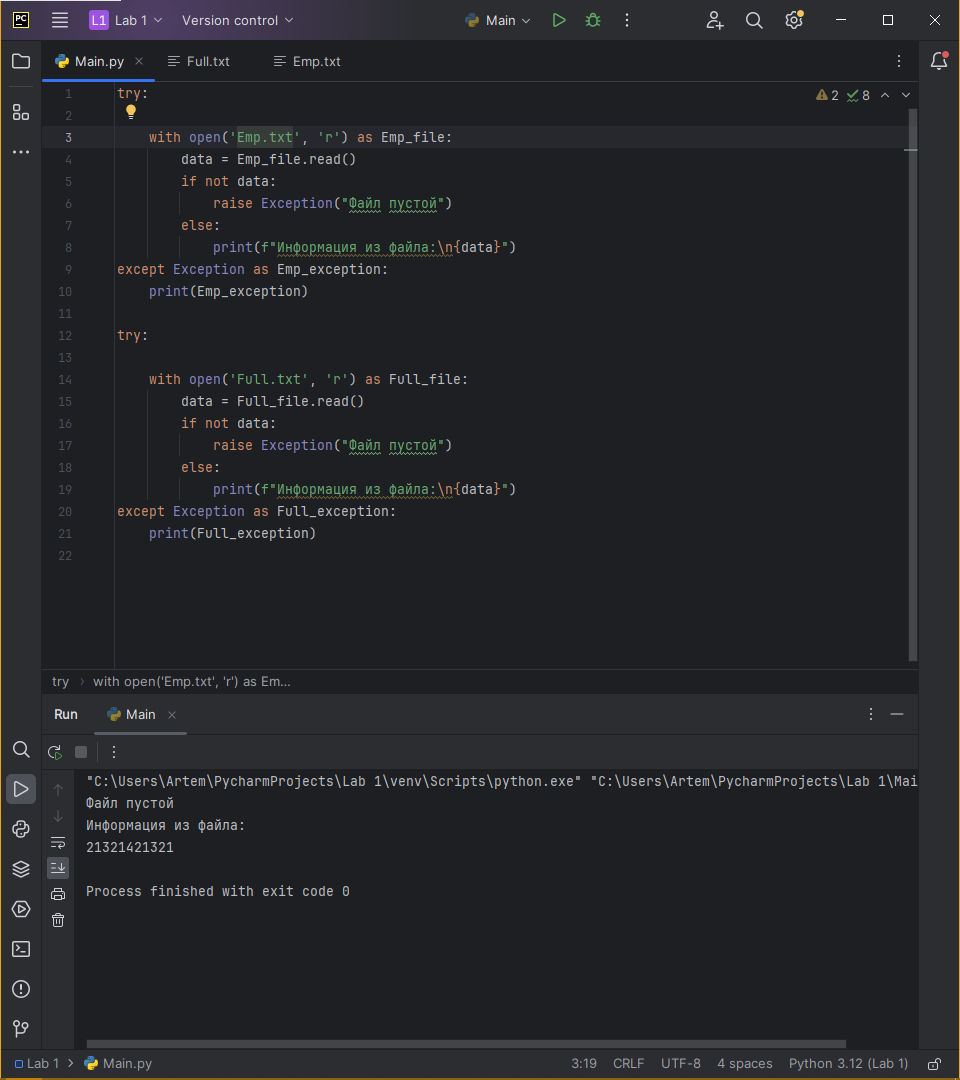 PC L1 Lab 1 Version control Main
Main.py Full.txt Emp.txt
2 8
1 try:
2
3 with open('Emp.txt', 'r') as Emp_file:
4 data = Emp_file.read()
5 if not data:
6 raise Exception("Файл пустой")
7 else:
8 print(f"Информация из файла:\n{data}")
9 except Exception as Emp_exception:
10 print(Emp_exception)
11
12 try:
13
14 with open('Full.txt', 'r') as Full_file:
15 data = Full_file.read()
16 if not data:
17 raise Exception("Файл пустой")
18 else:
19 print(f"Информация из файла:\n{data}")
20 except Exception as Full_exception:
21 print(Full_exception)
22
try › with open('Emp.txt', 'r') as Em...
Run Main
"C:\Users\Artem\PycharmProjects\Lab 1\venv\Scripts\python.exe" "C:\Users\Artem\PycharmProjects\Lab 1\Mai
Файл пустой
Информация из файла:
21321421321
Process finished with exit code 0
Lab 1 › Main.py 3:19 CRLF UTF-8 4 spaces Python 3.12 (Lab 1)